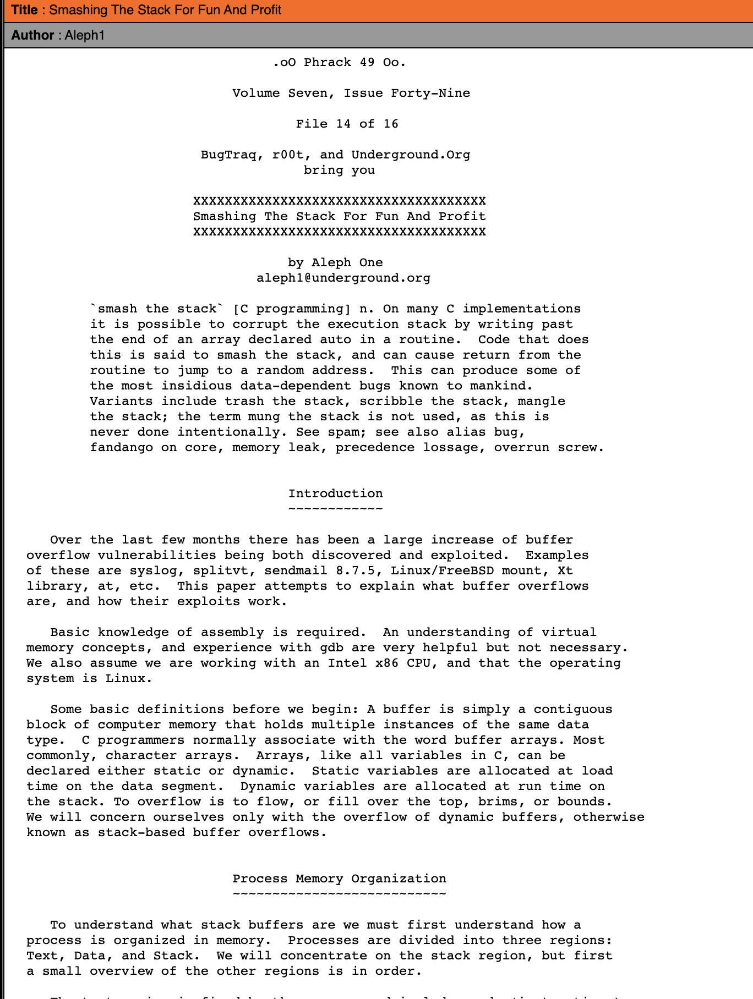 Title : Smashing The Stack For Fun And Profit
Author : Aleph1
.oO Phrack 49 Oo.
Volume Seven, Issue Forty-Nine
File 14 of 16
BugTraq, r00t, and Underground.Org
bring you
XXXXXXXXXXXXXXXXXXXXXXXXXXXXXXXXXXXXX
Smashing The Stack For Fun And Profit
XXXXXXXXXXXXXXXXXXXXXXXXXXXXXXXXXXXXX
by Aleph One
aleph1@underground.org
`smash the stack` [C programming] n. On many C implementations
it is possible to corrupt the execution stack by writing past
the end of an array declared auto in a routine.  Code that does
this is said to smash the stack, and can cause return from the
routine to jump to a random address.  This can produce some of
the most insidious data-dependent bugs known to mankind.
Variants include trash the stack, scribble the stack, mangle
the stack; the term mung the stack is not used, as this is
never done intentionally. See spam; see also alias bug,
fandango on core, memory leak, precedence lossage, overrun screw.
Introduction
~~~~~~~~~~~~
Over the last few months there has been a large increase of buffer
overflow vulnerabilities being both discovered and exploited.  Examples
of these are syslog, splitvt, sendmail 8.7.5, Linux/FreeBSD mount, Xt
library, at, etc.  This paper attempts to explain what buffer overflows
are, and how their exploits work.
Basic knowledge of assembly is required.  An understanding of virtual
memory concepts, and experience with gdb are very helpful but not necessary.
We also assume we are working with an Intel x86 CPU, and that the operating
system is Linux.
Some basic definitions before we begin: A buffer is simply a contiguous
block of computer memory that holds multiple instances of the same data
type.  C programmers normally associate with the word buffer arrays. Most
commonly, character arrays.  Arrays, like all variables in C, can be
declared either static or dynamic.  Static variables are allocated at load
time on the data segment.  Dynamic variables are allocated at run time on
the stack. To overflow is to flow, or fill over the top, brims, or bounds.
We will concern ourselves only with the overflow of dynamic buffers, otherwise
known as stack-based buffer overflows.
Process Memory Organization
~~~~~~~~~~~~~~~~~~~~~~~~~~~
To understand what stack buffers are we must first understand how a
process is organized in memory.  Processes are divided into three regions:
Text, Data, and Stack.  We will concentrate on the stack region, but first
a small overview of the other regions is in order.